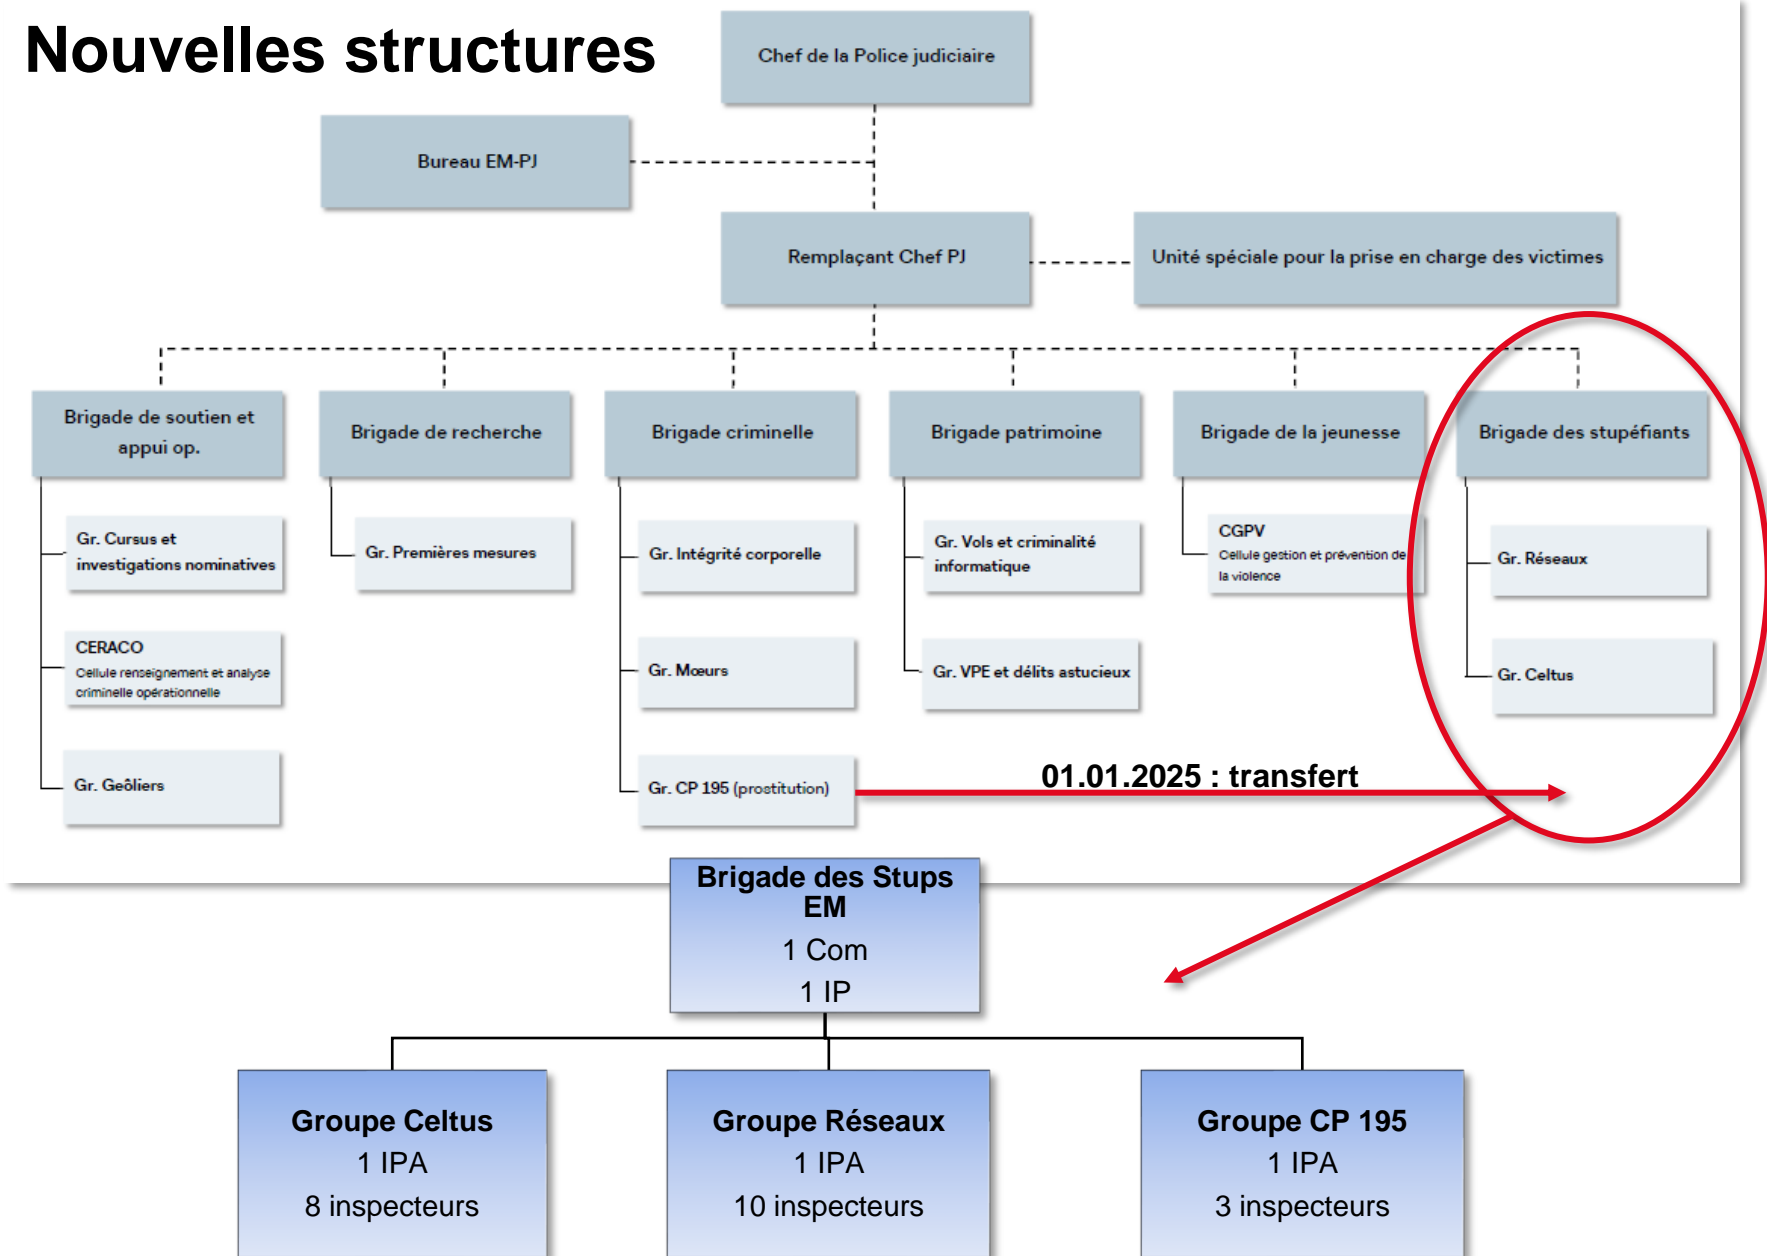 Nouvelles structures
Chef de la Police judiciaire
Bureau EM-PJ
Remplaçant Chef PJ
Unité spéciale pour la prise en charge des victimes
Brigade de soutien et
appui op.
Brigade de recherche
Brigade criminelle
Brigade patrimoine
Brigade de la jeunesse
Brigade des stupéfiants
Gr. Cursus et
investigations nominatives
CERACO
Cellule renseignement et analyse
criminelle opérationnelle
Gr. Geôliers
Gr. Premières mesures
Gr. Intégrité corporelle
Gr. Mœurs
Gr. CP 195 (prostitution)
Gr. Vols et criminalité
informatique
Gr. VPE et délits astucieux
CGPV
Cellule gestion et prévention de
la violence
Gr. Réseaux
Gr. Celtus
01.01.2025 : transfert
Brigade des Stups
EM
1 Com
1 IP
Groupe Celtus
1 IPA
8 inspecteurs
Groupe Réseaux
1 IPA
10 inspecteurs
Groupe CP 195
1 IPA
3 inspecteurs